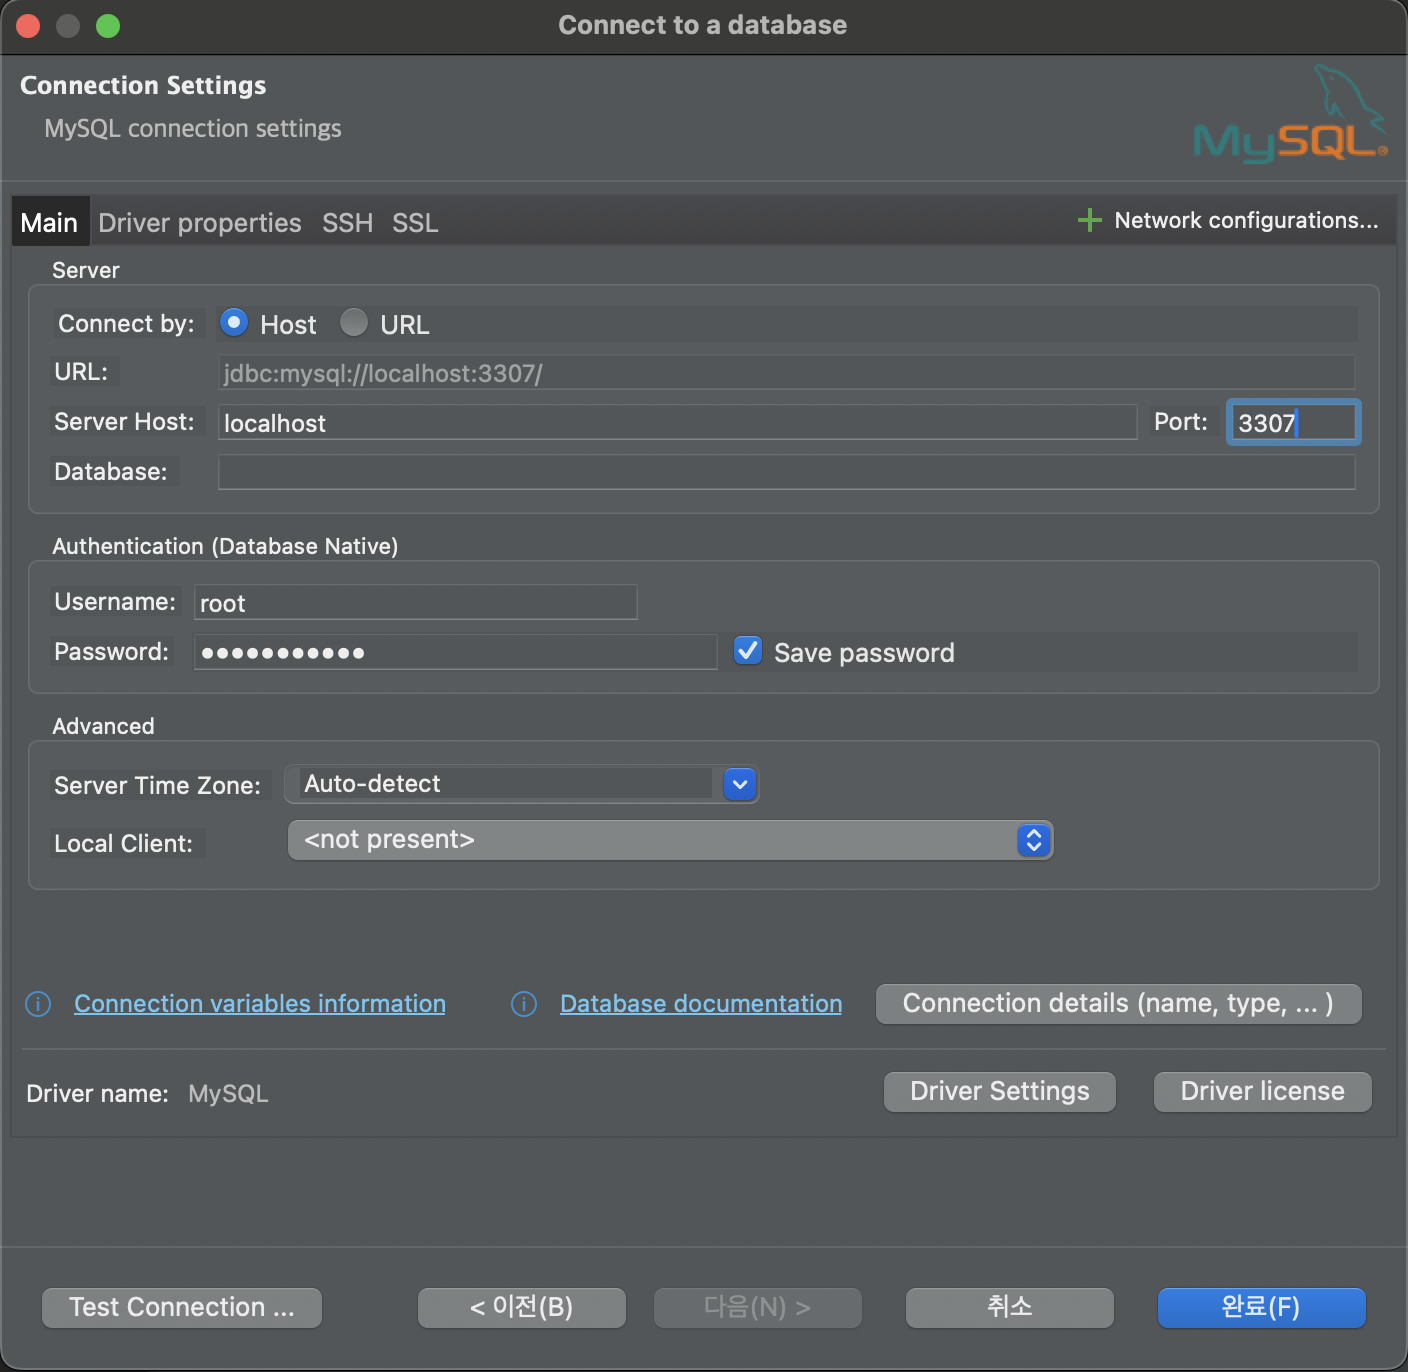 Connect to a database
Connection Settings
MySQL connection settings
MySQL®
Main Driver properties SSH SSL Network configurations...
Server
Connect by: Host URL
URL: jdbc:mysql://localhost:3307/
Server Host: localhost Port: 3307
Database:
Authentication (Database Native)
Username: root
Password: ●●●●●●●●●●● Save password
Advanced
Server Time Zone: Auto-detect
Local Client: <not present>
Connection variables information Database documentation Connection details (name, type, ... )
Driver name: MySQL Driver Settings Driver license
Test Connection ... < 이전(B) 다음(N) > 취소 완료(F)